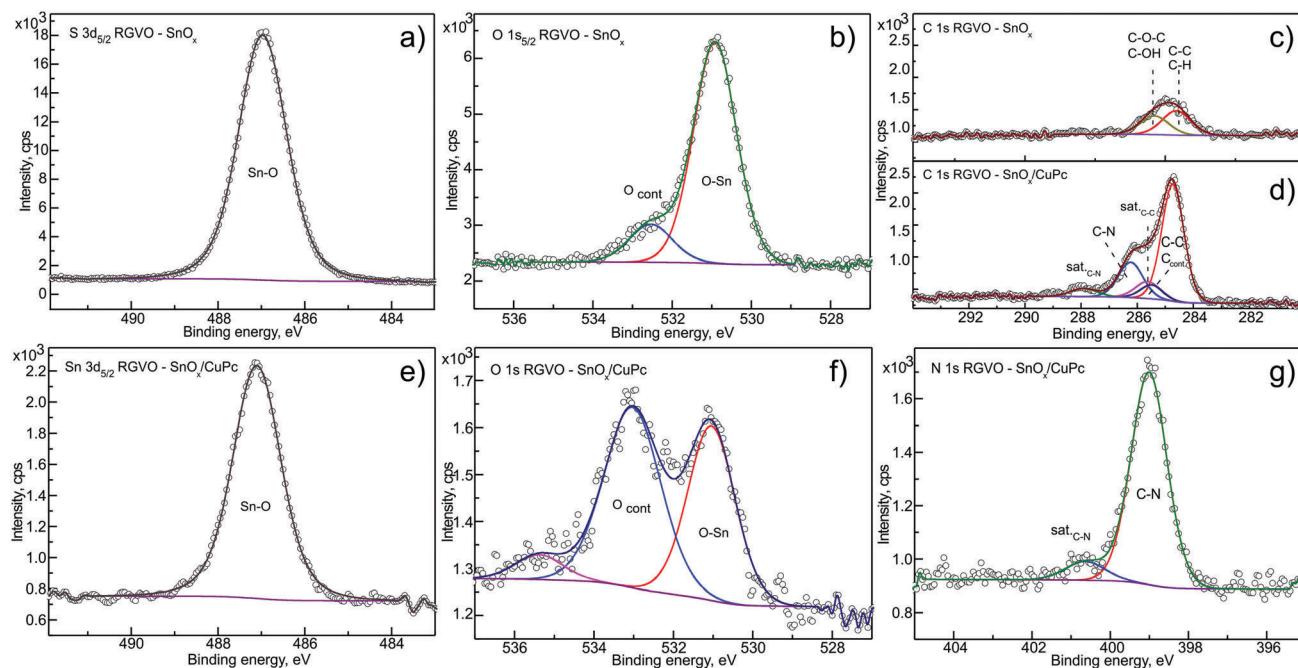 x10³
S 3d5/2 RGVO - SnOx
a)
18
16
14
12
10
8
6
4
2
0
Intensity, cps
Sn-O
490 488 486 484
Binding energy, eV
x10³
O 1s5/2 RGVO - SnOx
b)
6
5
4
3
2
Intensity, cps
O cont
O-Sn
536 534 532 530 528
Binding energy, eV
x10³
C 1s RGVO - SnOx
c)
2.5
1.5
1.0
Intensity, cps
C-O-C
C-OH
C-C
C-H
C 1s RGVO - SnOx/CuPc
d)
2.5
1.5
1.0
0.5
Intensity, cps
sat.C-N
C-N
sat.C-C
C-C
Ccont.
292 290 288 286 284 282
Binding energy, eV
x10³
Sn 3d5/2 RGVO - SnOx/CuPc
e)
2.2
2.0
1.8
1.6
1.4
1.2
1.0
0.8
0.6
Intensity, cps
Sn-O
490 488 486 484
Binding energy, eV
x10³
O 1s RGVO - SnOx/CuPc
f)
1.7
1.6
1.5
1.4
1.3
1.2
Intensity, cps
O cont
O-Sn
536 534 532 530 528
Binding energy, eV
x10³
N 1s RGVO - SnOx/CuPc
g)
1.8
1.6
1.4
1.2
1.0
0.8
Intensity, cps
sat.C-N
C-N
404 402 400 398 396
Binding energy, eV